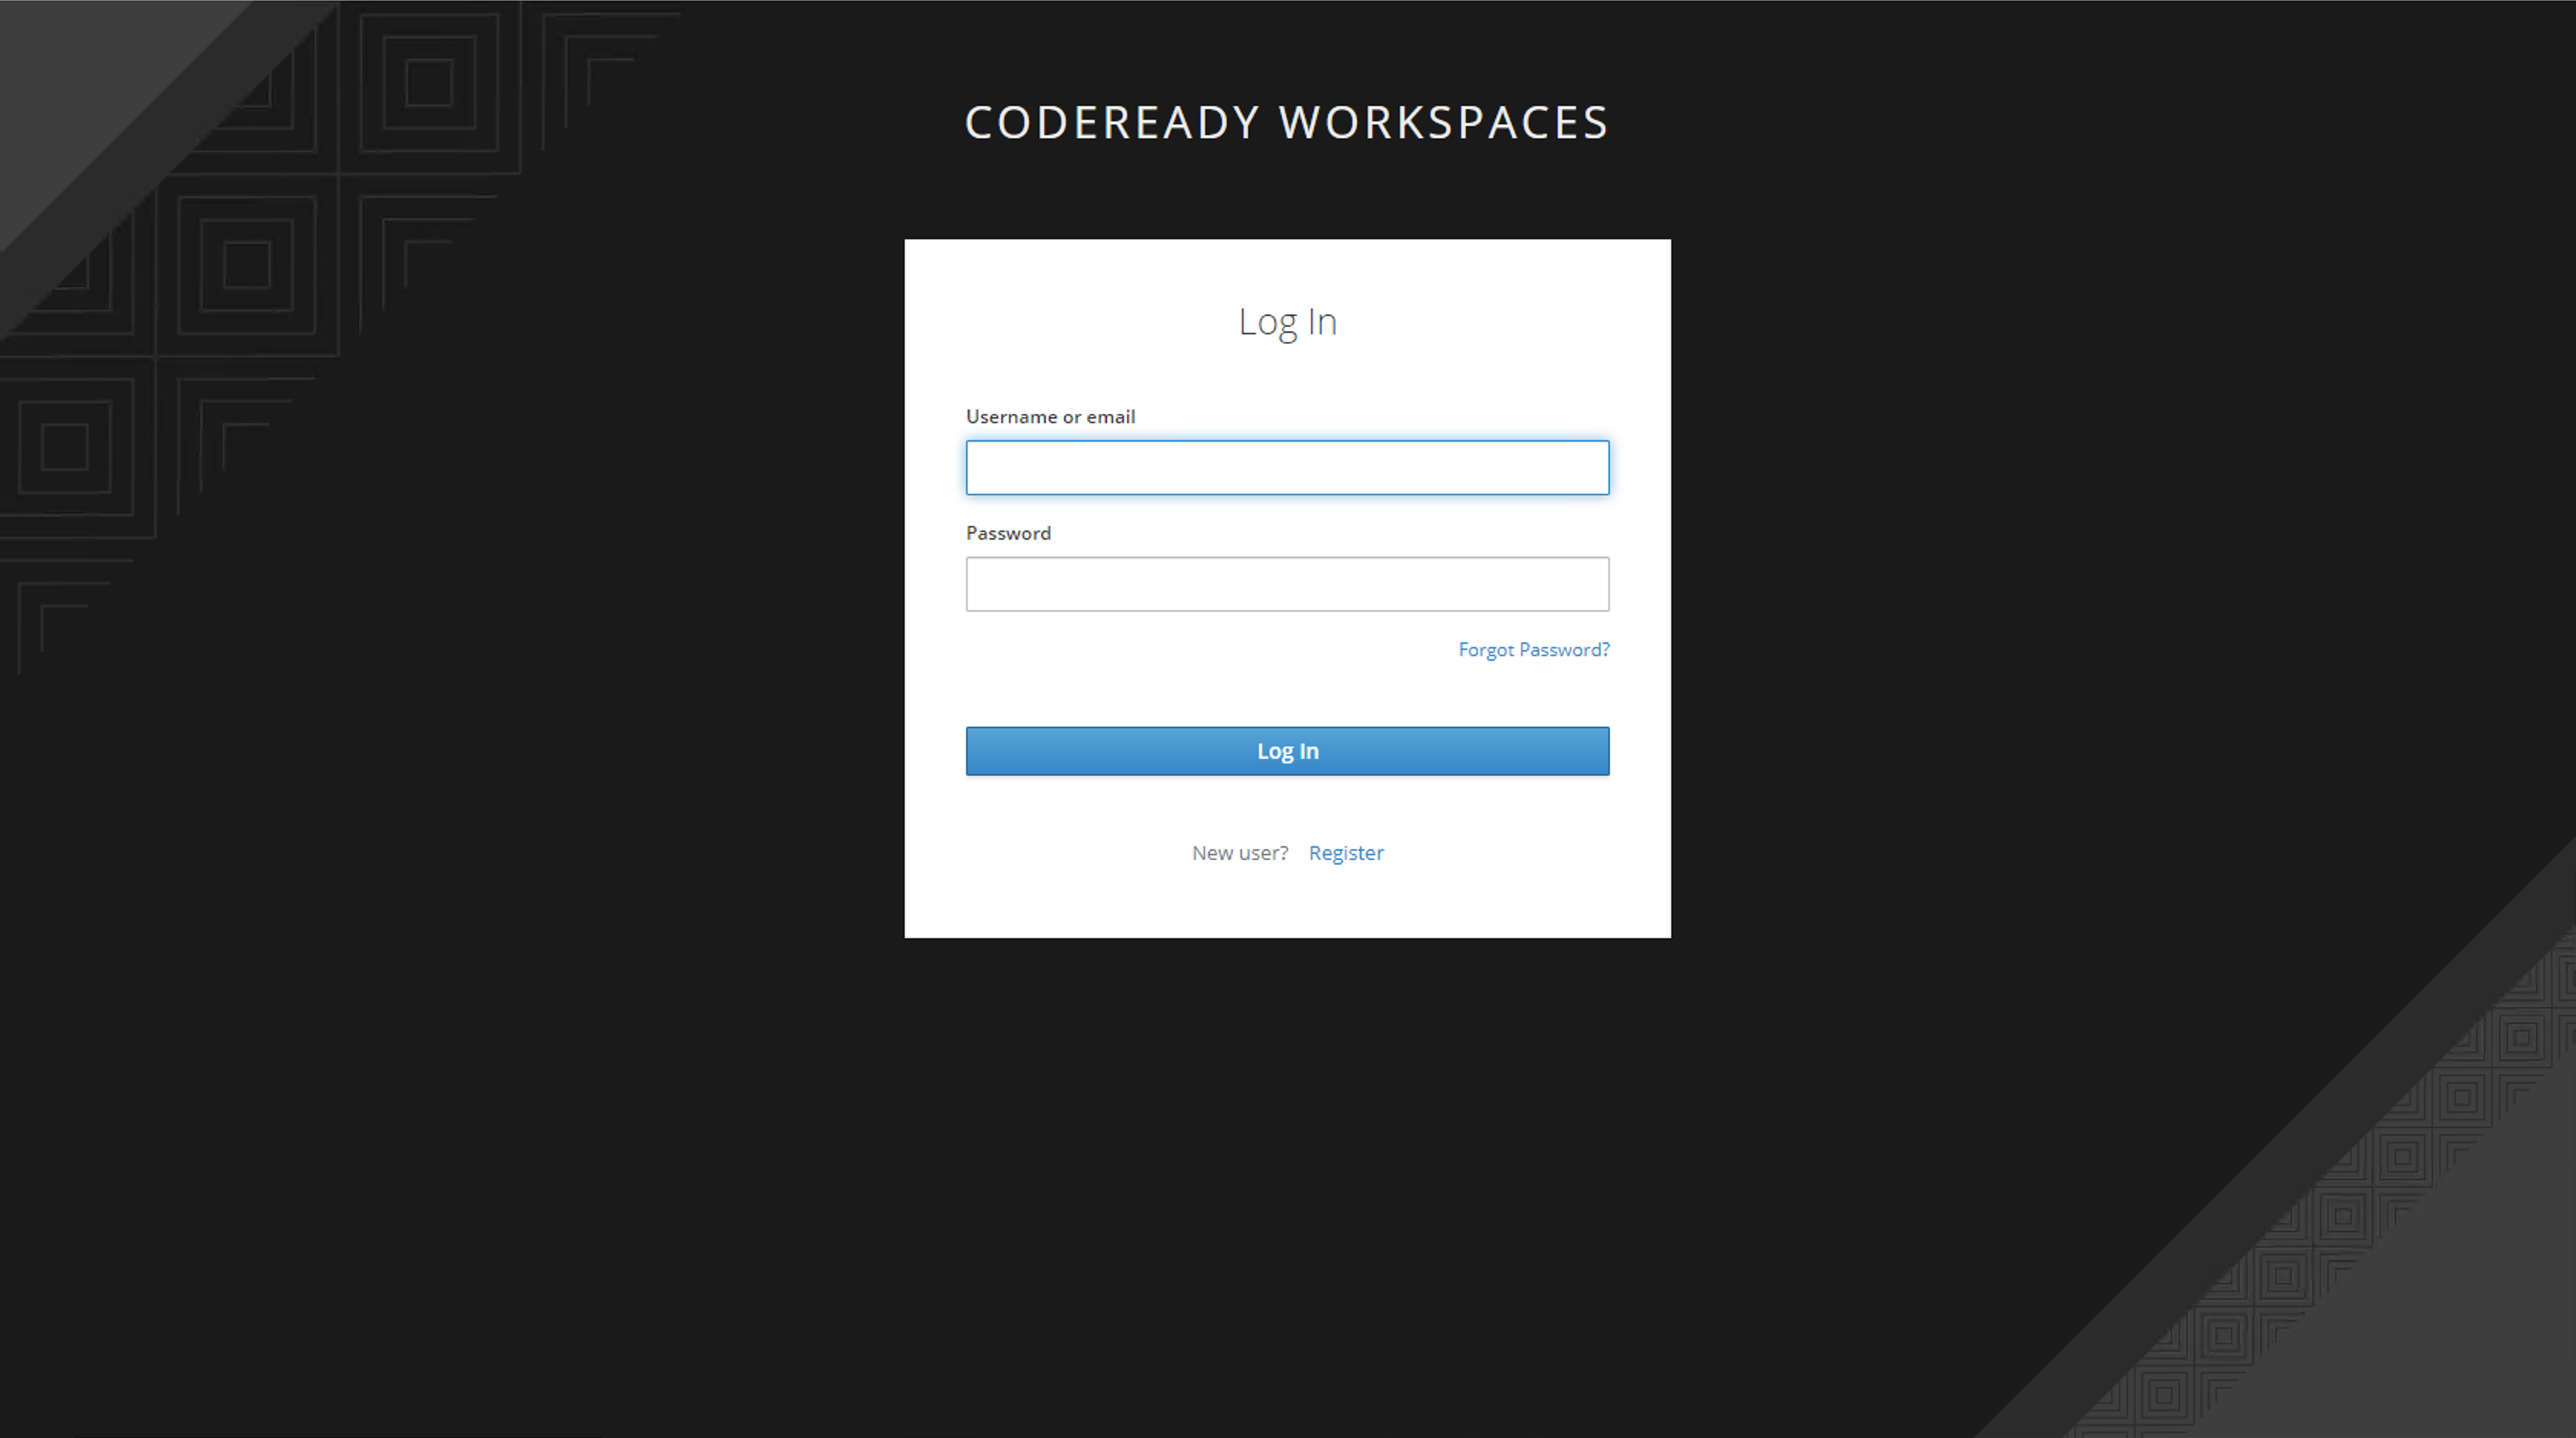 CODEREADY WORKSPACES
Log In
Username or email
Password
Forgot Password?
Log In
New user? Register